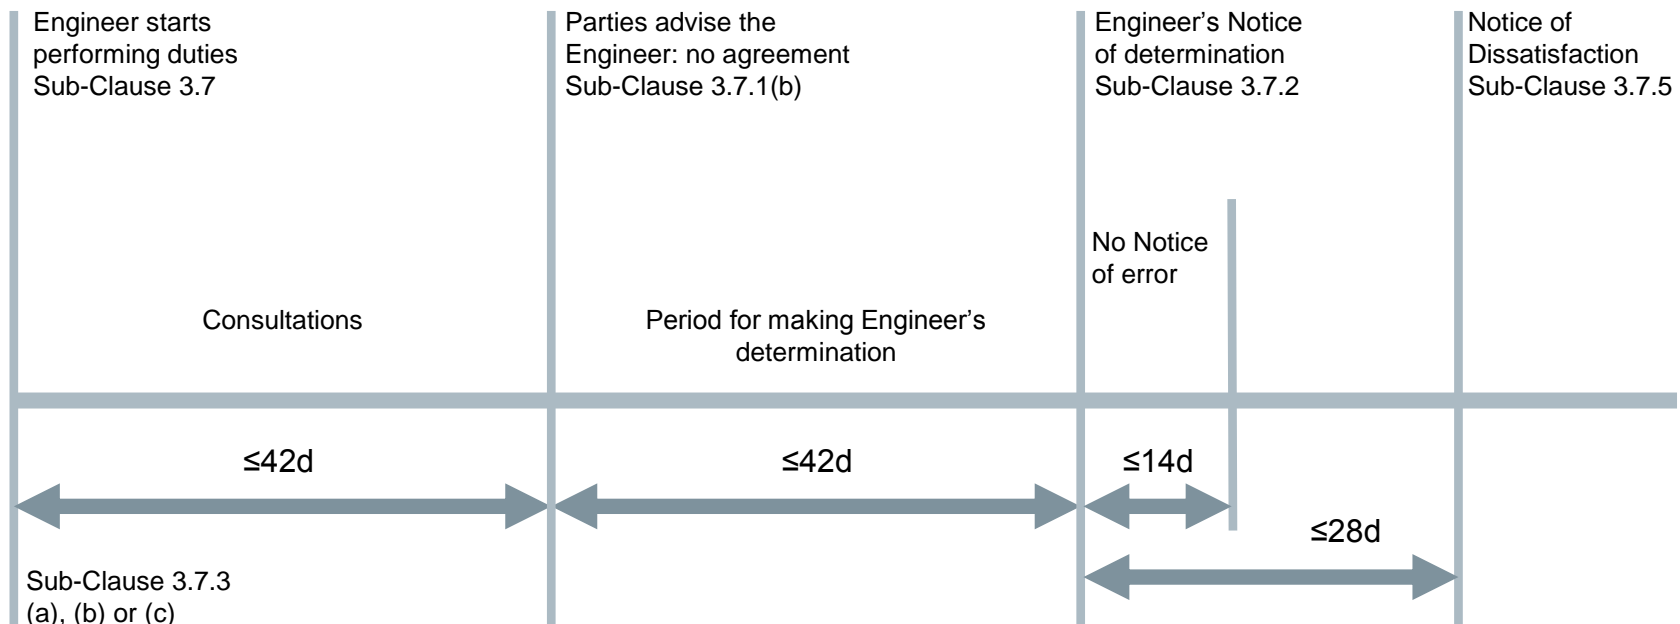 Engineer starts
performing duties
Sub-Clause 3.7
Parties advise the
Engineer: no agreement
Sub-Clause 3.7.1(b)
Engineer’s Notice
of determination
Sub-Clause 3.7.2
Notice of
Dissatisfaction
Sub-Clause 3.7.5
No Notice
of error
Consultations
Period for making Engineer’s
determination
≤42d
≤42d
≤14d
≤28d
Sub-Clause 3.7.3
(a), (b) or (c)